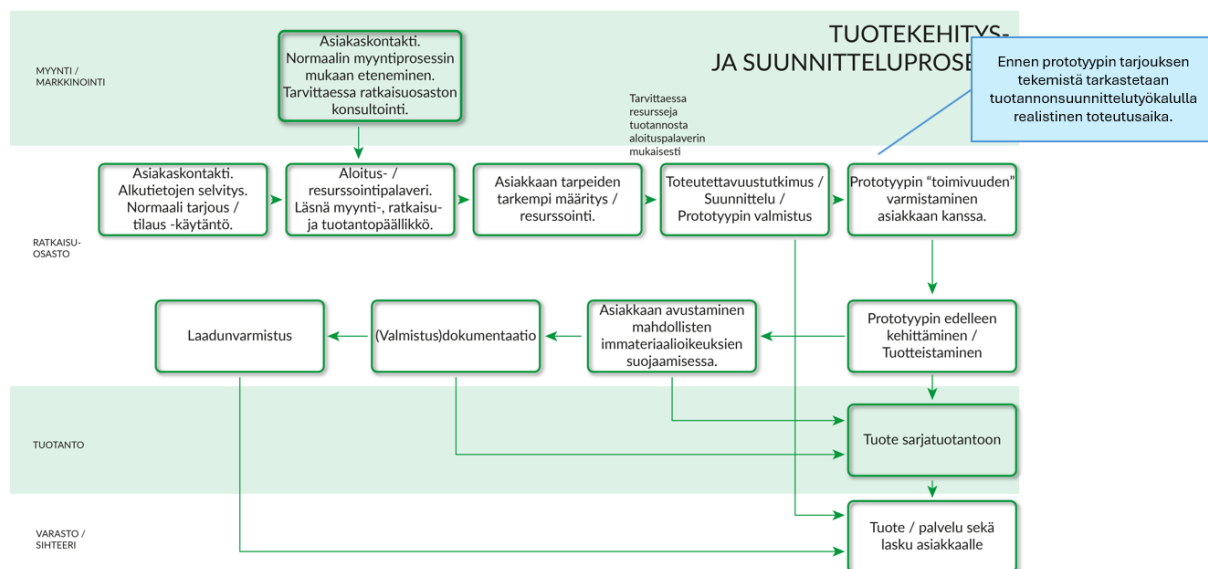 TUOTEKEHITYS-
JA SUUNNITTELUPROSE
Ennen prototyypin tarjouksen
tekemistä tarkastetaan
tuotannonsuunnittelutyökalulla
realistinen toteutusaika.
MYYNTI /
MARKKINOINTI
Asiakaskontakti.
Normaalin myyntiprosessin
mukaan eteneminen.
Tarvittaessa ratkaisuosaston
konsultointi.
Tarvittaessa
resursseja
tuotannosta
aloituspalaverin
mukaisesti
RATKAISU-
OSASTO
Asiakaskontakti.
Alkutietojen selvitys.
Normaali tarjous /
tilaus -käytäntö.
Aloitus- /
resurssointipalaveri.
Läsnä myynti-, ratkaisu-
ja tuotantopäällikkö.
Asiakkaan tarpeiden
tarkempi määritys /
resurssointi.
Toteutettavuustutkimus /
Suunnittelu /
Prototyypin valmistus
Prototyypin “toimivuuden”
varmistaminen
asiakkaan kanssa.
Laadunvarmistus
(Valmistus)dokumentaatio
Asiakkaan avustaminen
mahdollisten
immateriaalioikeuksien
suojaamisessa.
Prototyypin edelleen
kehittäminen /
Tuotteistaminen
TUOTANTO
Tuote sarjatuotantoon
VARASTO /
SIHTEERI
Tuote / palvelu sekä
lasku asiakkaalle